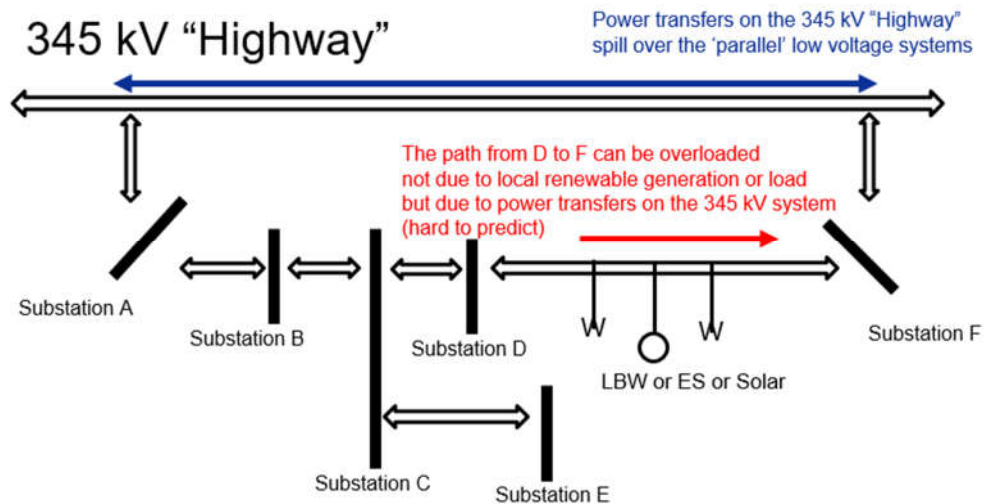 345 kV “Highway”
Power transfers on the 345 kV “Highway”
spill over the ‘parallel’ low voltage systems
The path from D to F can be overloaded
not due to local renewable generation or load
but due to power transfers on the 345 kV system
(hard to predict)
Substation A
Substation B
Substation D
Substation F
W
W
LBW or ES or Solar
Substation C
Substation E